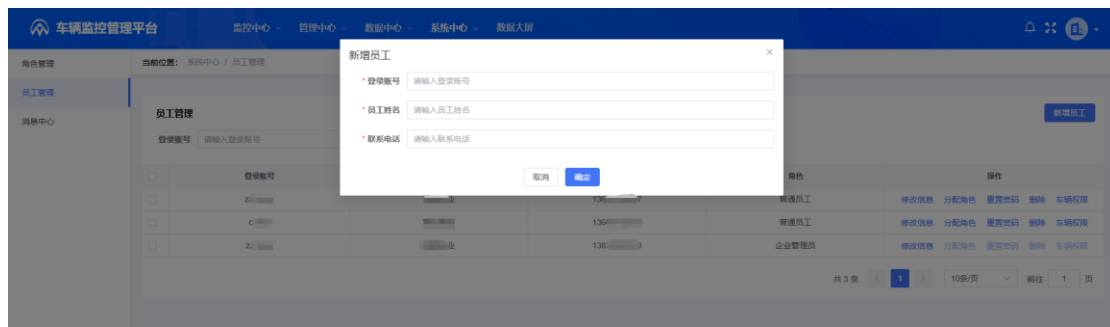 车辆监控管理平台 监控中心 管理中心 数据中心 系统中心 数据大屏
角色管理 当前位置: 系统中心 / 员工管理
员工管理
消息中心
新增员工 ×
* 登录账号 请输入登录账号
* 员工姓名 请输入员工姓名
* 联系电话 请输入联系电话
取消 确定
员工管理 新增员工
登录账号 请输入登录账号
登录账号 角色 操作
普通员工 修改信息 分配角色 重置密码 删除 车辆权限
普通员工 修改信息 分配角色 重置密码 删除 车辆权限
企业管理员 修改信息 分配角色 重置密码 删除 车辆权限
共 3 条 < 1 > 10条/页 前往 1 页